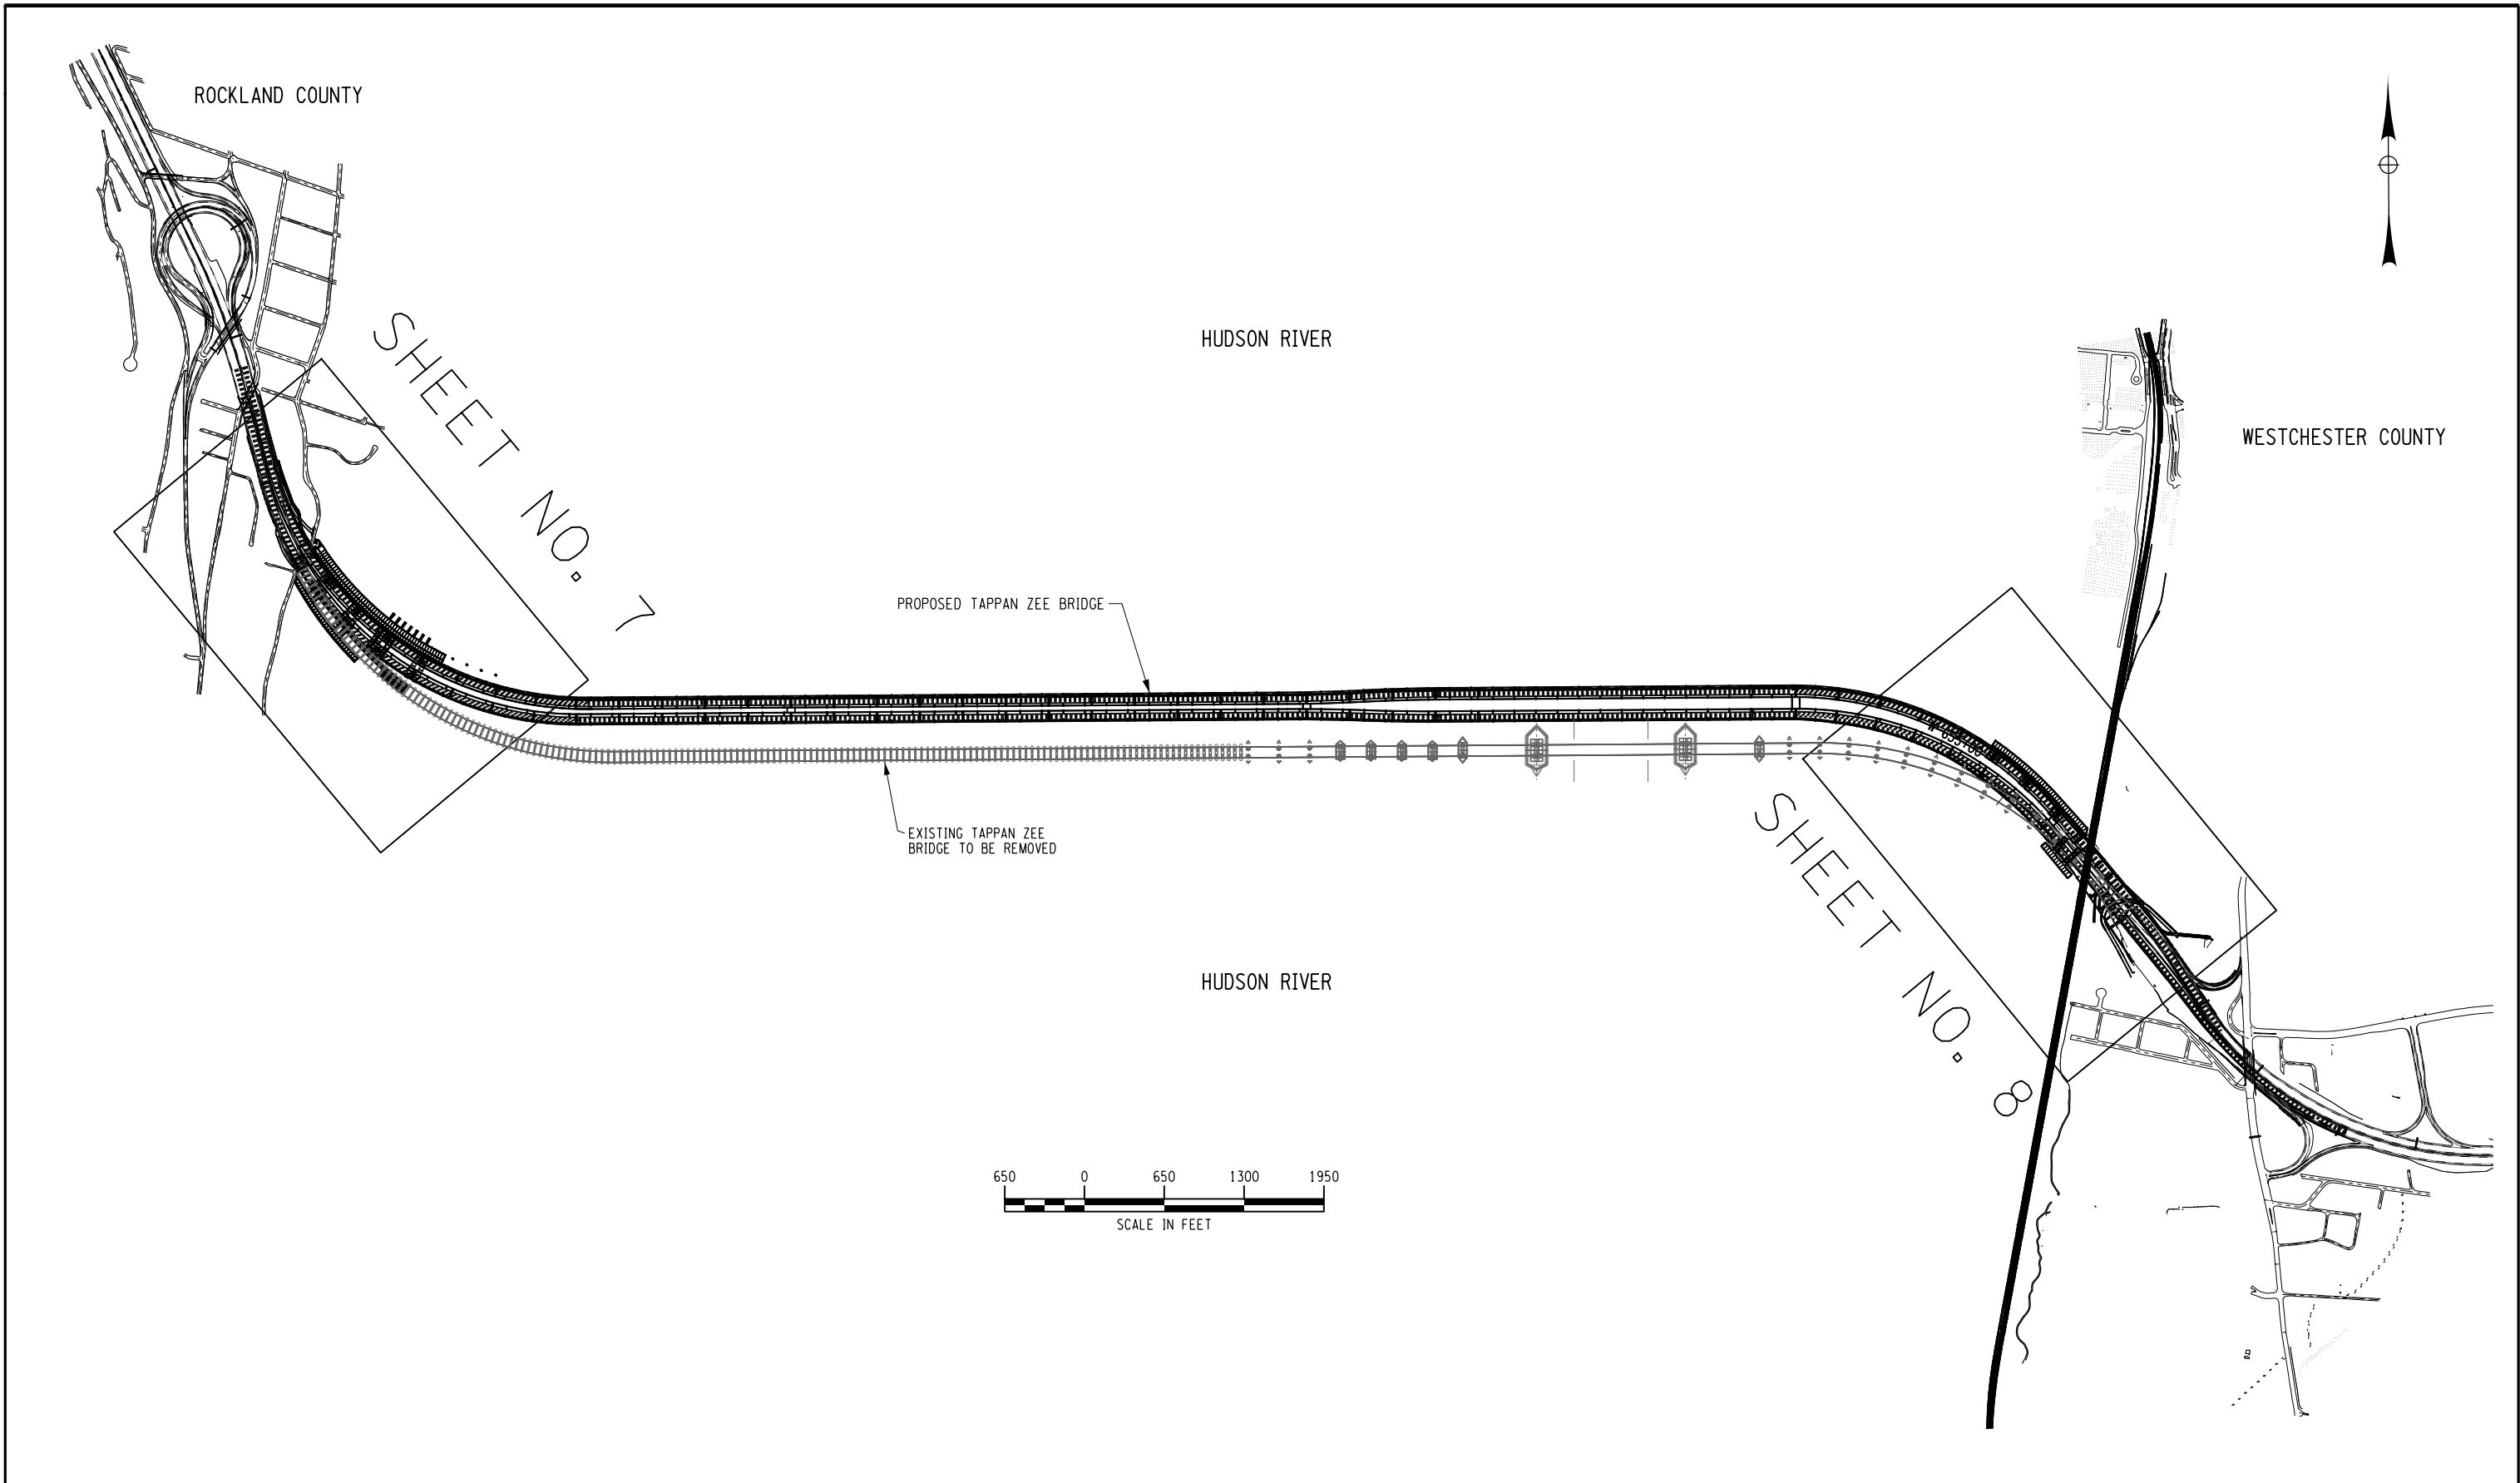 ROCKLAND COUNTY
SHEET NO. 7
HUDSON RIVER
WESTCHESTER COUNTY
PROPOSED TAPPAN ZEE BRIDGE
EXISTING TAPPAN ZEE
BRIDGE TO BE REMOVED
SHEET NO. 8
HUDSON RIVER
650 0 650 1300 1950
SCALE IN FEET